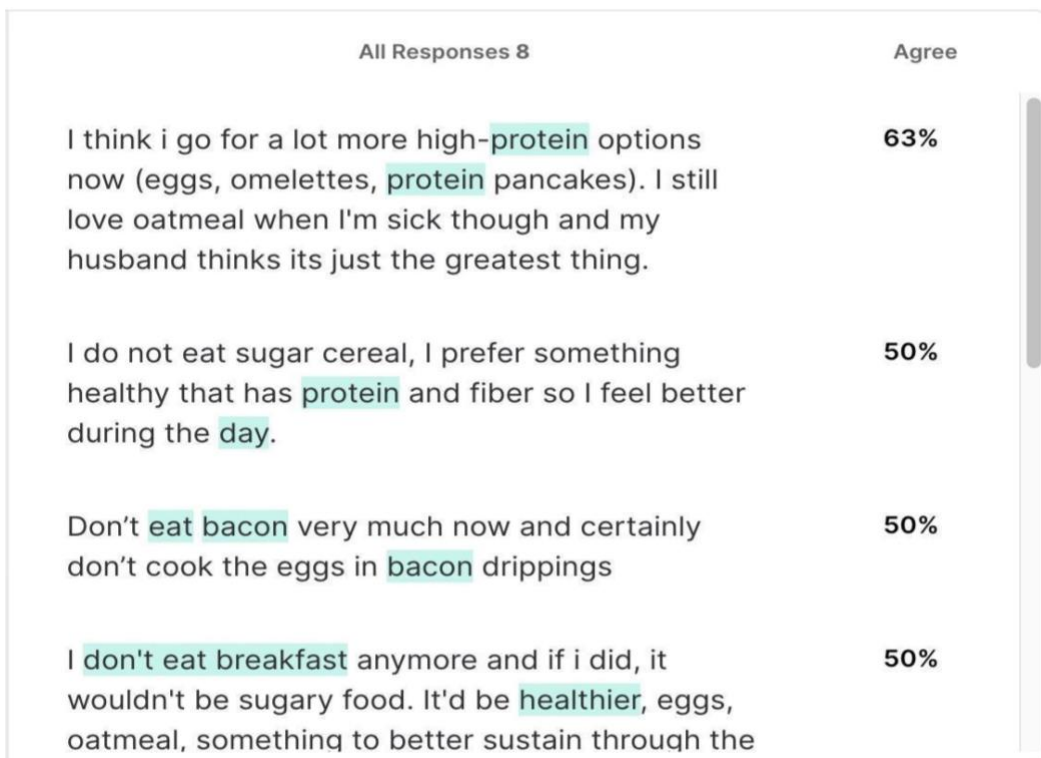 All Responses 8 Agree
I think i go for a lot more high-protein options 63%
now (eggs, omelettes, protein pancakes). I still
love oatmeal when I'm sick though and my
husband thinks its just the greatest thing.
I do not eat sugar cereal, I prefer something 50%
healthy that has protein and fiber so I feel better
during the day.
Don’t eat bacon very much now and certainly 50%
don’t cook the eggs in bacon drippings
I don't eat breakfast anymore and if i did, it 50%
wouldn't be sugary food. It'd be healthier, eggs,
oatmeal, something to better sustain through the